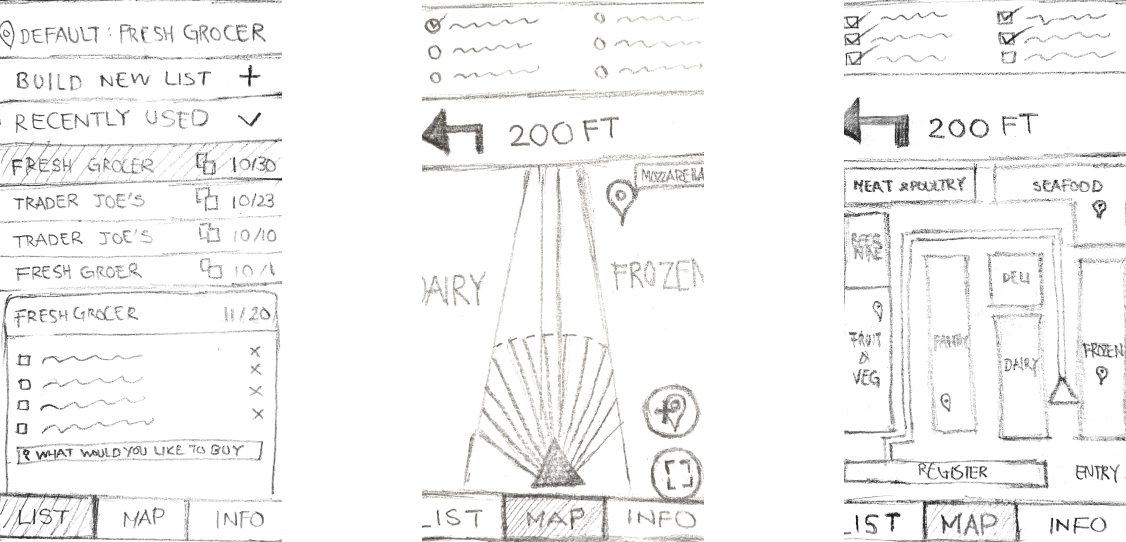 DEFAULT : FRESH GROCER
BUILD NEW LIST +
RECENTLY USED
FRESH GROCER 10/30
TRADER JOE'S 10/23
TRADER JOE'S 10/10
FRESH GROER 10/1
FRESH GROCER 11/20
WHAT WOULD YOU LIKE TO BUY
LIST MAP INFO
200 FT
MOZZARELLA
DAIRY FROZEN
LIST MAP INFO
200 FT
MEAT & POULTRY SEAFOOD
DELI
PANTRY
FRUIT
&
VEG
DAIRY
FROZEN
REGISTER ENTRY
LIST MAP INFO